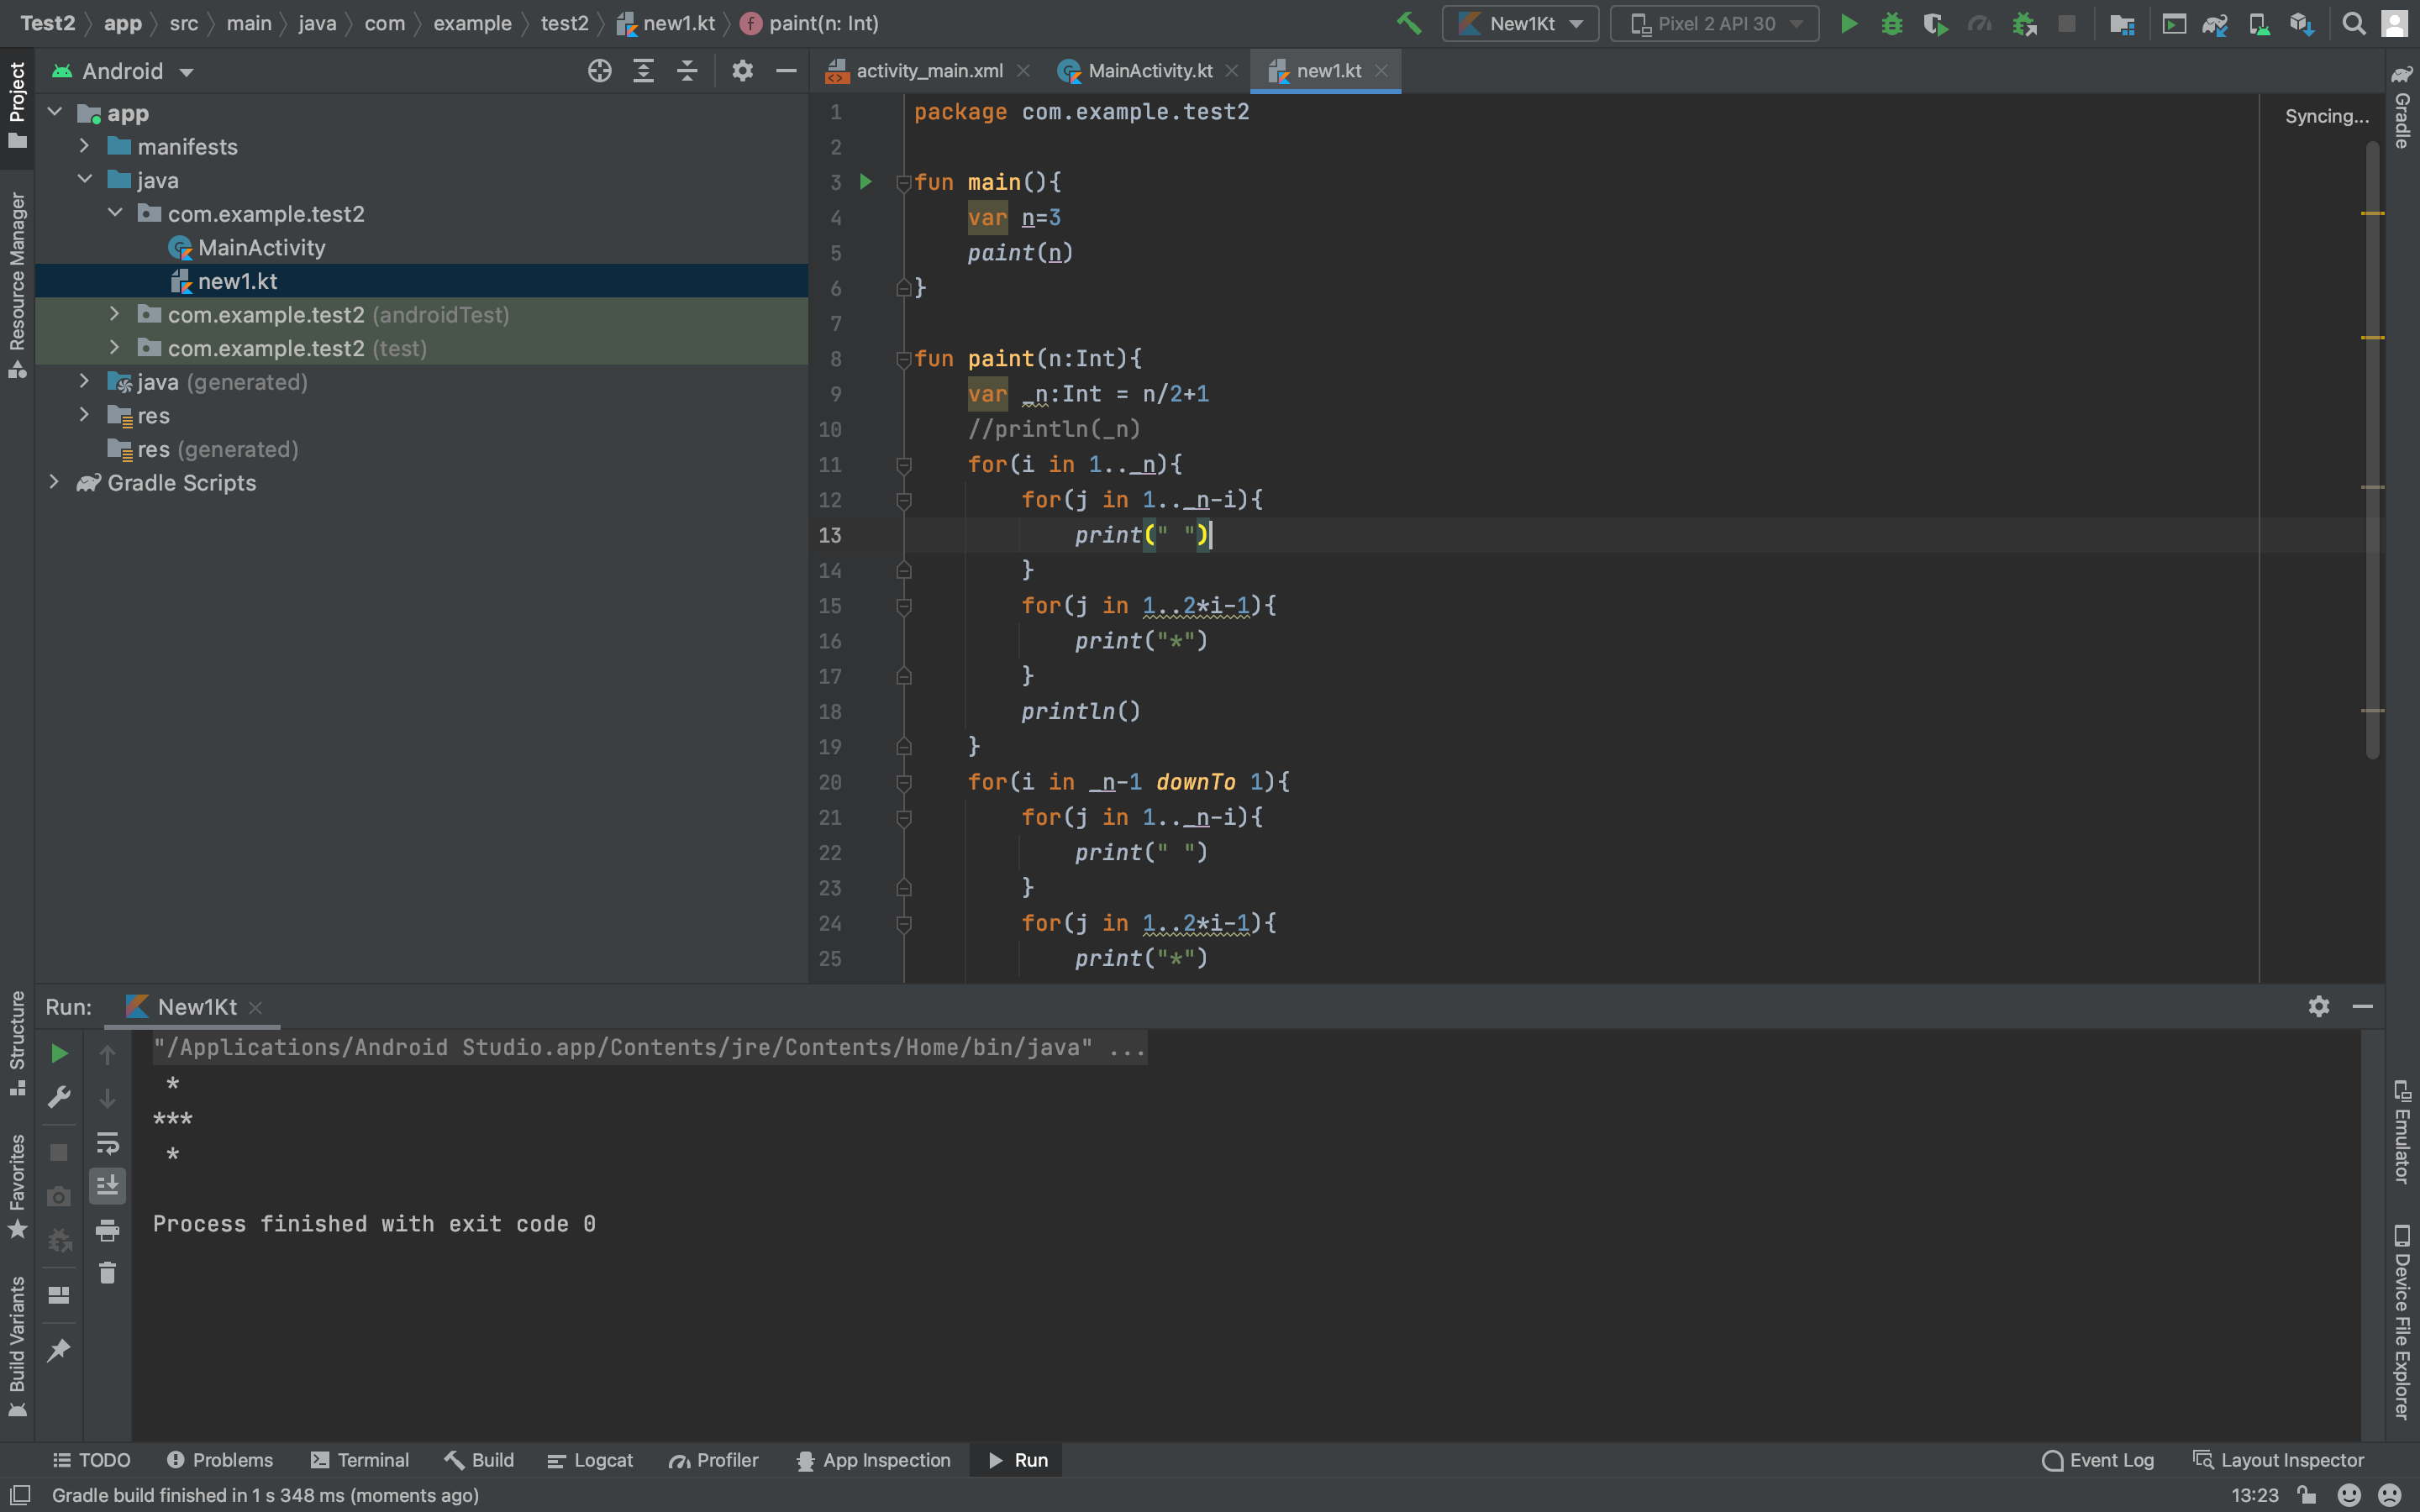 Test2 app src main java com example test2 new1.kt paint(n: Int)
New1Kt Pixel 2 API 30
Project
Resource Manager
Structure
Favorites
Build Variants
Android
app
manifests
java
com.example.test2
MainActivity
new1.kt
com.example.test2 (androidTest)
com.example.test2 (test)
java (generated)
res
res (generated)
Gradle Scripts
activity_main.xml MainActivity.kt new1.kt
Syncing...
1 package com.example.test2
2
3 fun main(){
4 var n=3
5 paint(n)
6 }
7
8 fun paint(n:Int){
9 var _n:Int = n/2+1
10 //println(_n)
11 for(i in 1.._n){
12 for(j in 1.._n-i){
13 print(" ")
14 }
15 for(j in 1..2*i-1){
16 print("*")
17 }
18 println()
19 }
20 for(i in _n-1 downTo 1){
21 for(j in 1.._n-i){
22 print(" ")
23 }
24 for(j in 1..2*i-1){
25 print("*")
Gradle
Emulator
Device File Explorer
Run: New1Kt
"/Applications/Android Studio.app/Contents/jre/Contents/Home/bin/java" ...
 *
***
 *
Process finished with exit code 0
TODO Problems Terminal Build Logcat Profiler App Inspection Run Event Log Layout Inspector
Gradle build finished in 1 s 348 ms (moments ago) 13:23